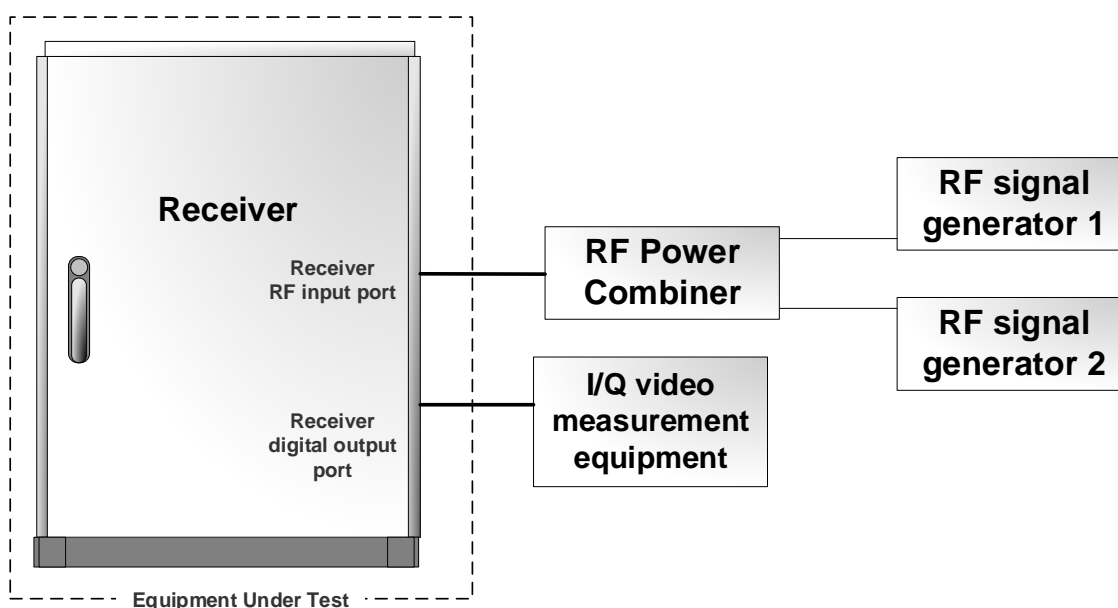 Receiver
Receiver
RF input port
Receiver
digital output
port
Equipment Under Test
RF Power
Combiner
I/Q video
measurement
equipment
RF signal
generator 1
RF signal
generator 2